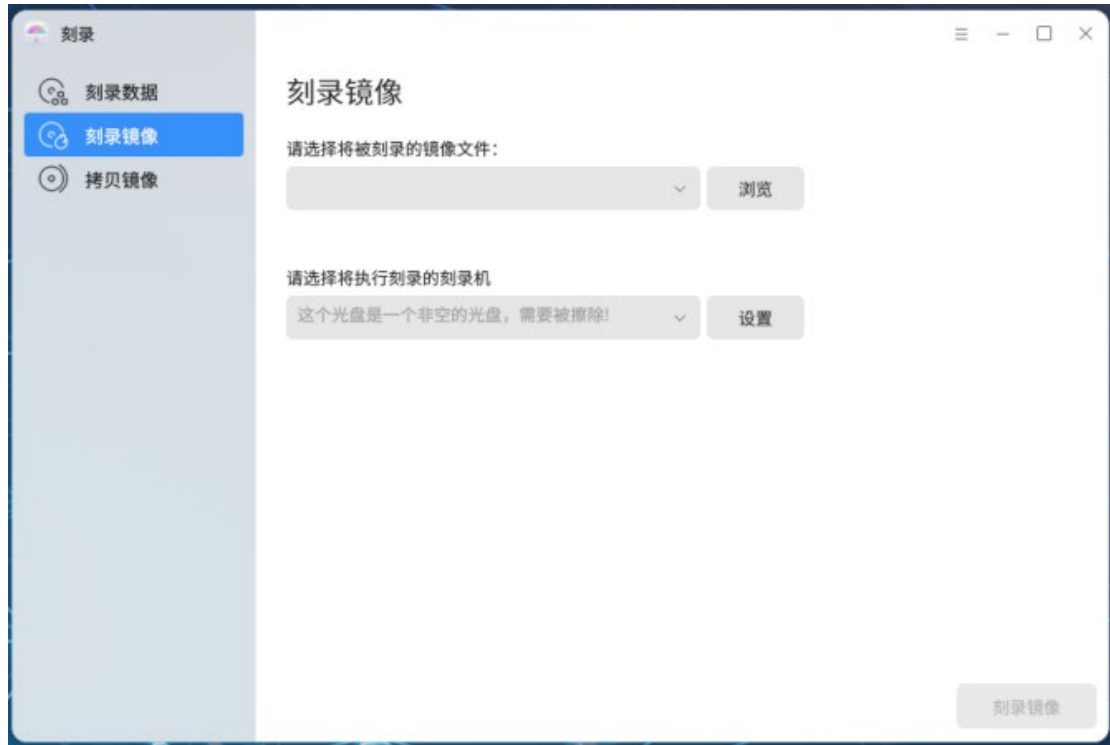 刻录
刻录数据
刻录镜像
拷贝镜像
刻录镜像
请选择将被刻录的镜像文件：
浏览
请选择将执行刻录的刻录机
这个光盘是一个非空的光盘，需要被擦除!
设置
刻录镜像